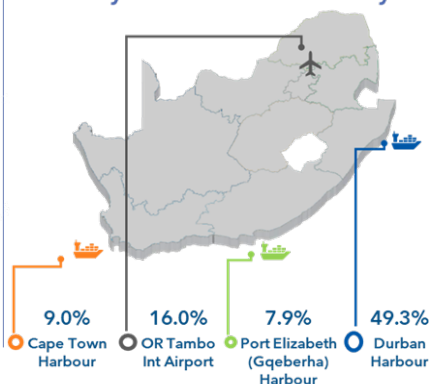 9.0%
Cape Town
Harbour
16.0%
OR Tambo
Int Airport
7.9%
Port Elizabeth
(Gqeberha)
Harbour
49.3%
Durban
Harbour